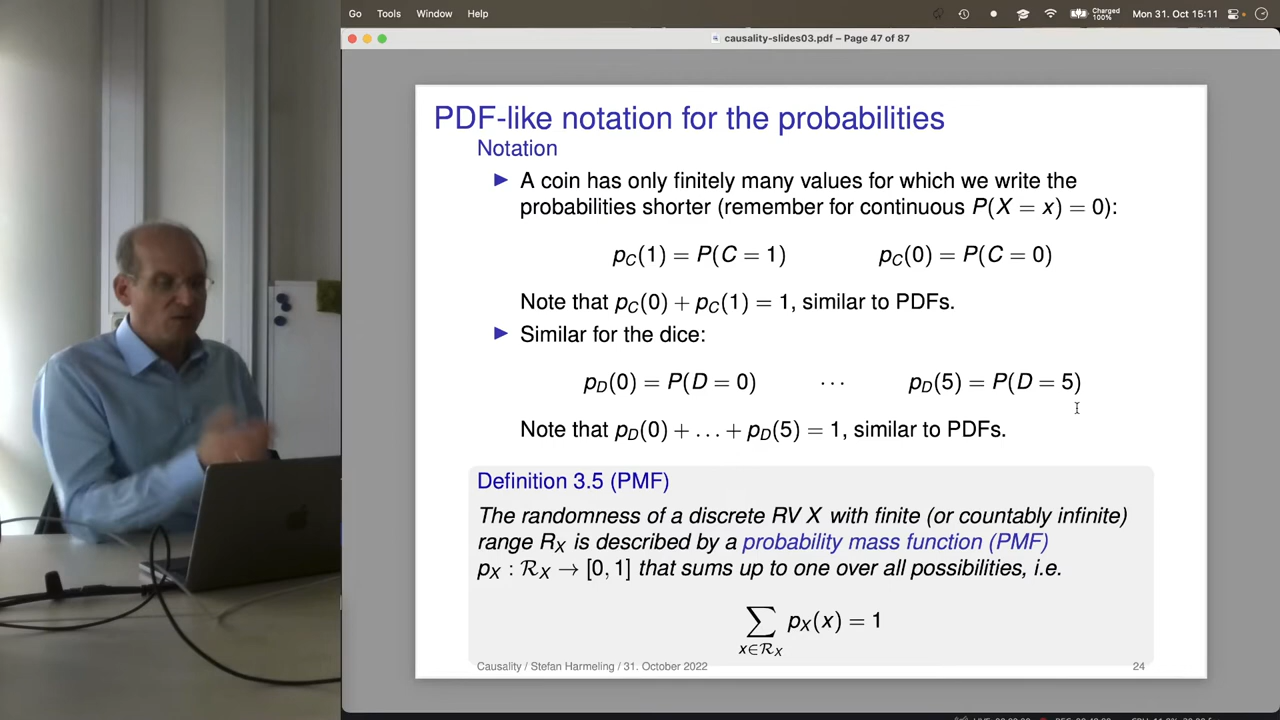 Go Tools Window Help Charged 100% Mon 31. Oct 15:11
causality-slides03.pdf – Page 47 of 87
PDF-like notation for the probabilities
Notation
▶ A coin has only finitely many values for which we write the
probabilities shorter (remember for continuous P(X = x) = 0):
p_C(1) = P(C = 1) p_C(0) = P(C = 0)
Note that p_C(0) + p_C(1) = 1, similar to PDFs.
▶ Similar for the dice:
p_D(0) = P(D = 0) ··· p_D(5) = P(D = 5)
Note that p_D(0) + … + p_D(5) = 1, similar to PDFs.
Definition 3.5 (PMF)
The randomness of a discrete RV X with finite (or countably infinite)
range R_X is described by a probability mass function (PMF)
p_X : R_X → [0, 1] that sums up to one over all possibilities, i.e.
∑ p_X(x) = 1
x∈R_X
Causality / Stefan Harmeling / 31. October 2022 24